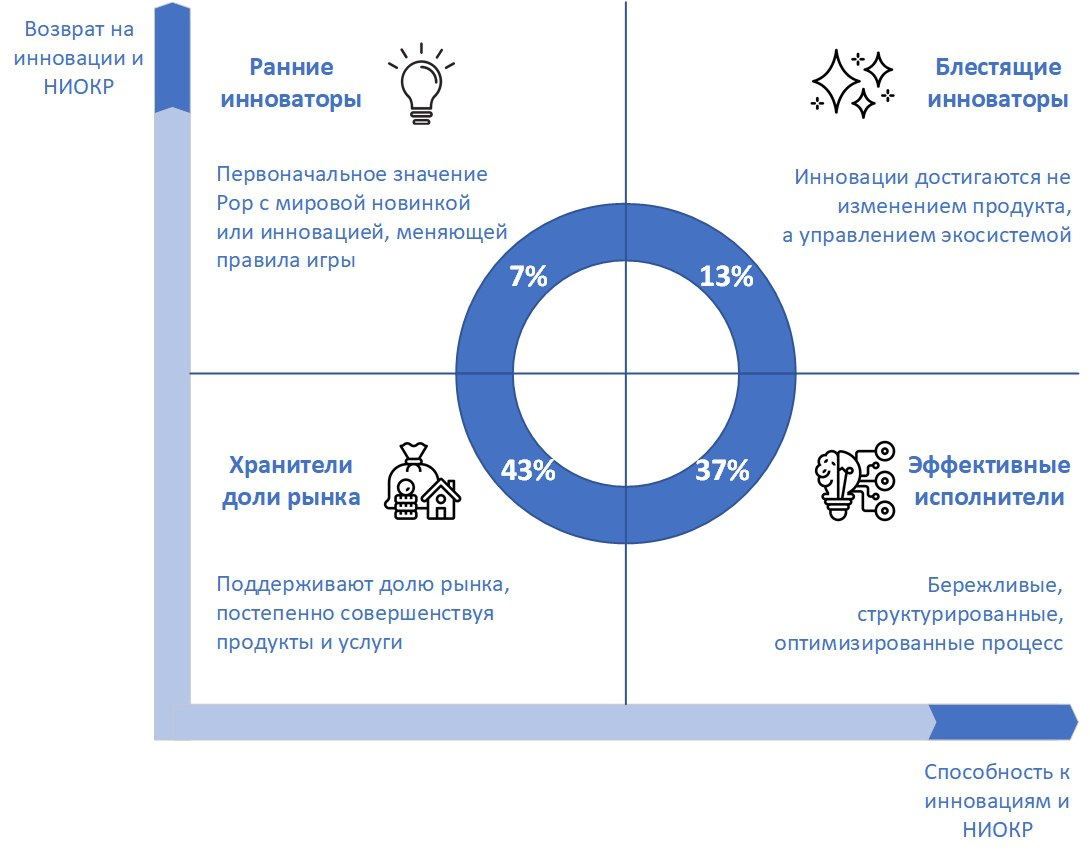 Возврат на
инновации и
НИОКР
Ранние
инноваторы
Первоначальное значение
Рор с мировой новинкой
или инновацией, меняющей
правила игры
7%
Блестящие
инноваторы
Инновации достигаются не
изменением продукта,
а управлением экосистемой
13%
Хранители
доли рынка
43%
Поддерживают долю рынка,
постепенно совершенствуя
продукты и услуги
Эффективные
исполнители
37%
Бережливые,
структурированные,
оптимизированные процесс
Способность к
инновациям и
НИОКР